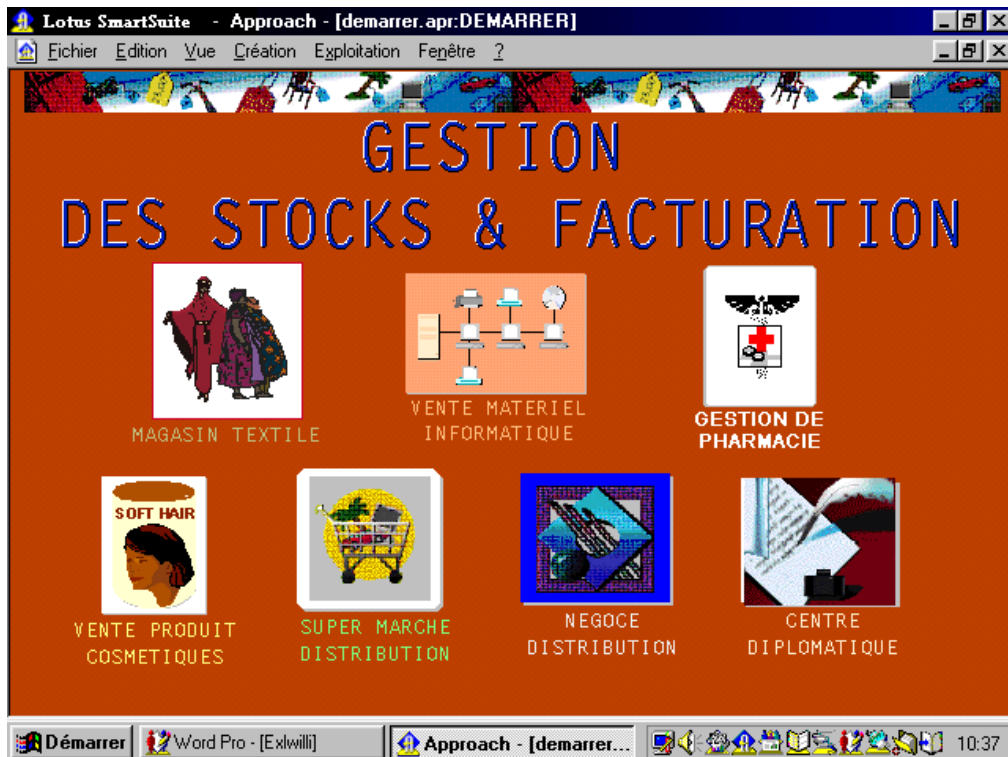 Lotus SmartSuite - Approach - [demarrer.apr:DEMARRER]
Fichier Edition Vue Création Exploitation Fenêtre ?
GESTION
DES STOCKS & FACTURATION
MAGASIN TEXTILE
VENTE MATERIEL
INFORMATIQUE
GESTION DE
PHARMACIE
SOFT HAIR
VENTE PRODUIT
COSMETIQUES
SUPER MARCHE
DISTRIBUTION
NEGOCE
DISTRIBUTION
CENTRE
DIPLOMATIQUE
Démarrer Word Pro - [Exlwilli] Approach - [demarrer... 10:37